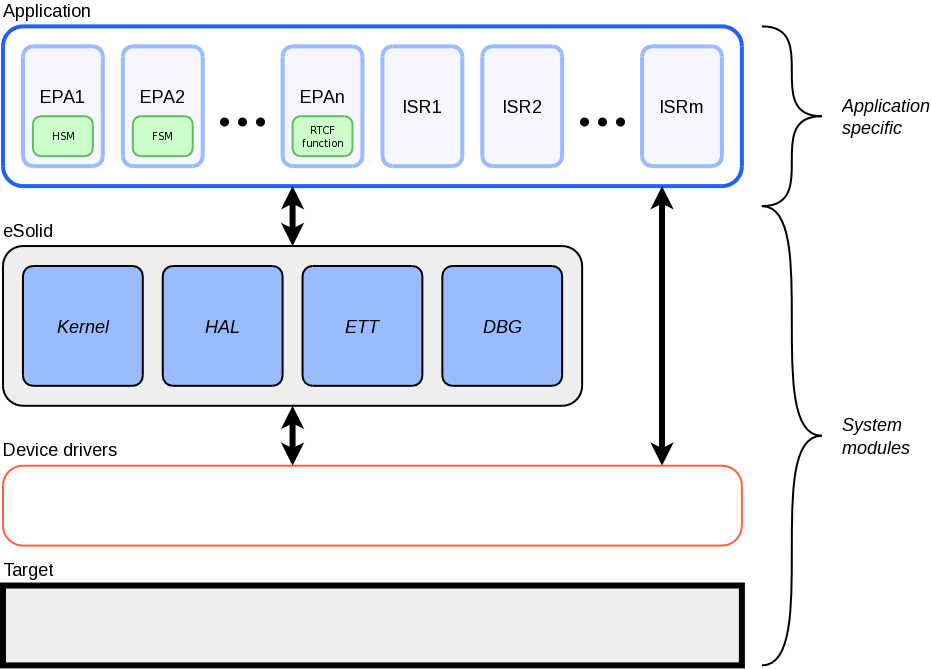 Application
EPA1
EPA2
EPAn
ISR1
ISR2
ISRm
HSM
FSM
RTCF
function
Application
specific
eSolid
Kernel
HAL
ETT
DBG
System
modules
Device drivers
Target